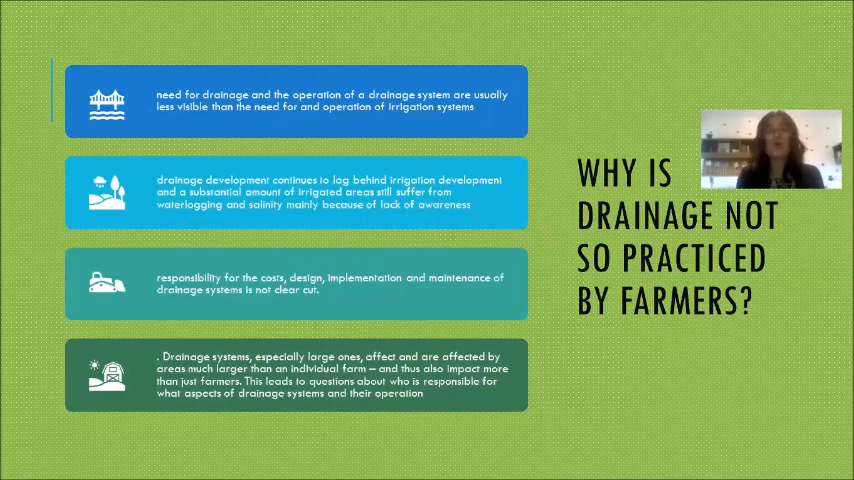 need for drainage and the operation of a drainage system are usually
less visible than the need for and operation of irrigation systems
drainage development continues to lag behind irrigation development
and a substantial amount of irrigated areas still suffer from
waterlogging and salinity mainly because of lack of awareness
responsibility for the costs, design, implementation and maintenance of
drainage systems is not clear cut.
. Drainage systems, especially large ones, affect and are affected by
areas much larger than an individual farm – and thus also impact more
than just farmers. This leads to questions about who is responsible for
what aspects of drainage systems and their operation
WHY IS
DRAINAGE NOT
SO PRACTICED
BY FARMERS?